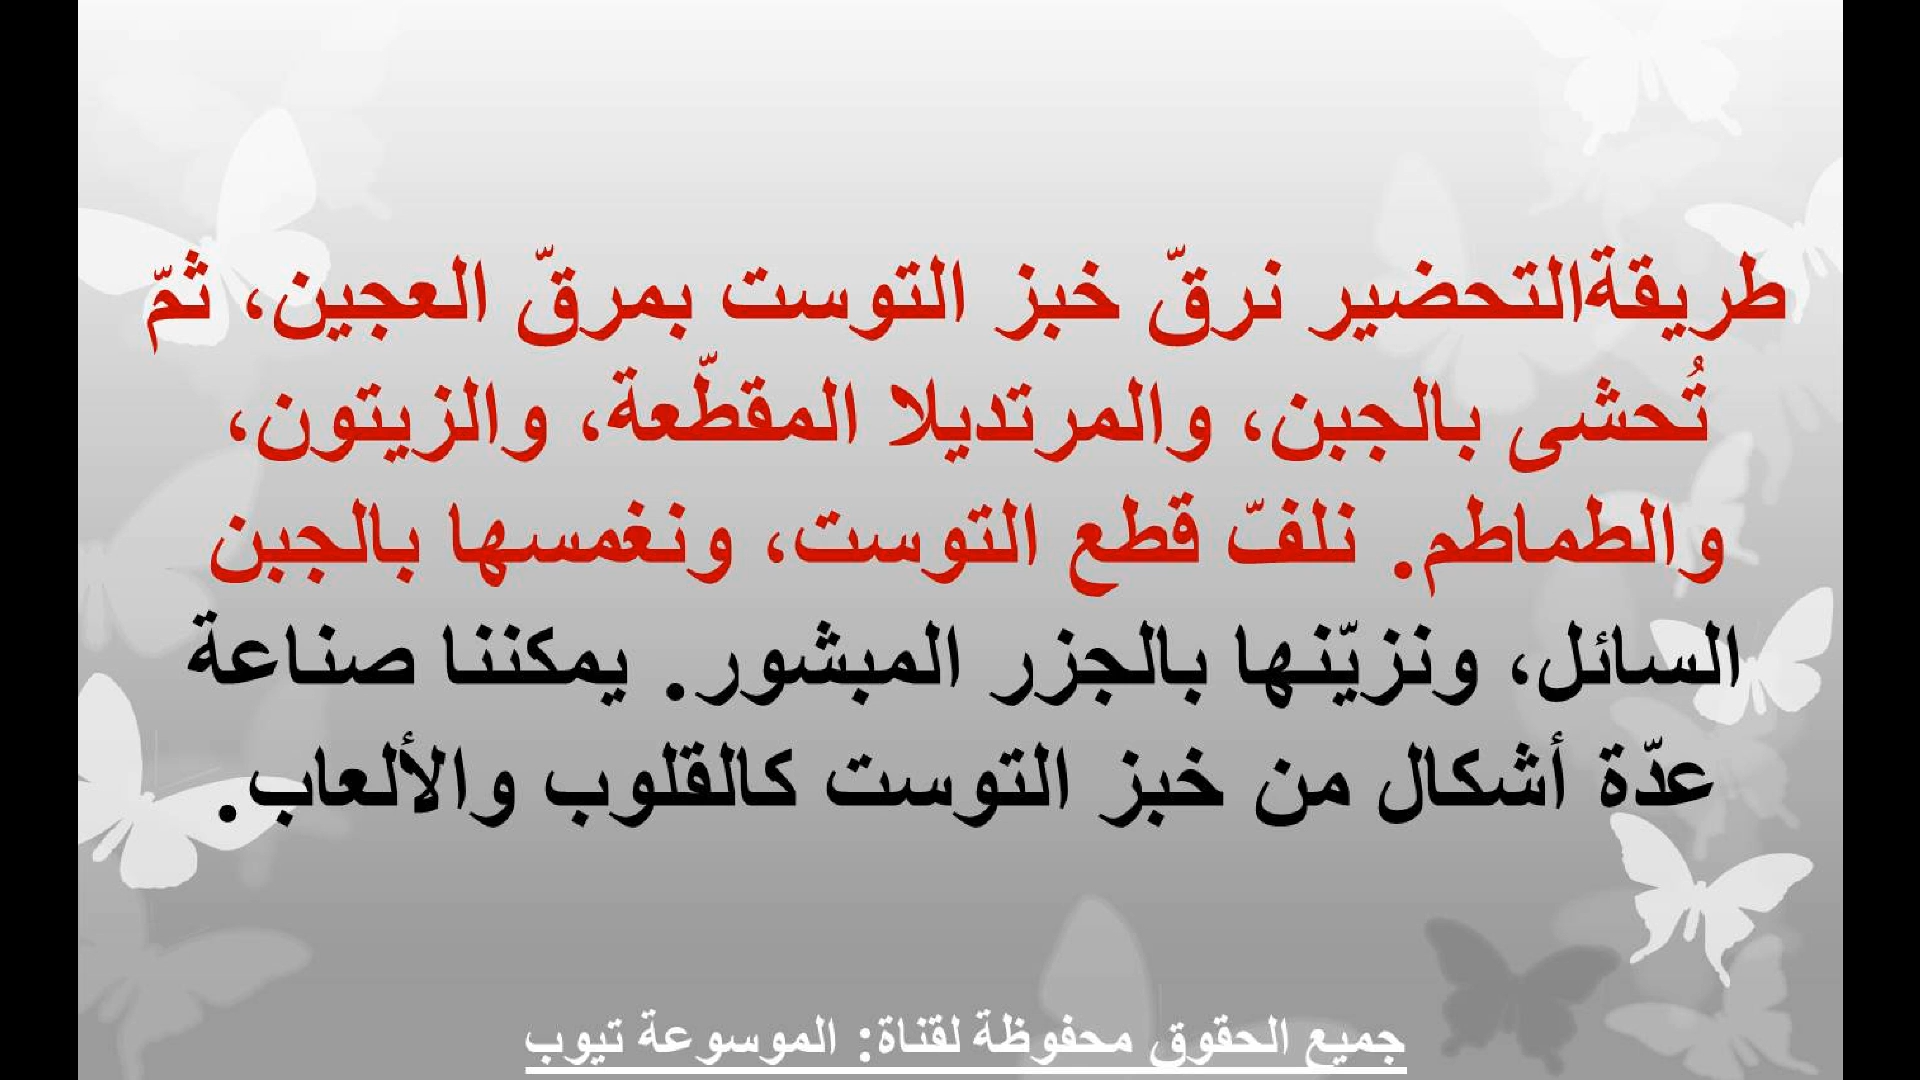 طريقةالتحضير نرقّ خبز التوست بمرقّ العجين، ثمّ
تُحشى بالجبن، والمرتديلا المقطّعة، والزيتون،
والطماطم. نلفّ قطع التوست، ونغمسها بالجبن
السائل، ونزيّنها بالجزر المبشور. يمكننا صناعة
عدّة أشكال من خبز التوست كالقلوب والألعاب.
جميع الحقوق محفوظة لقناة: الموسوعة تيوب